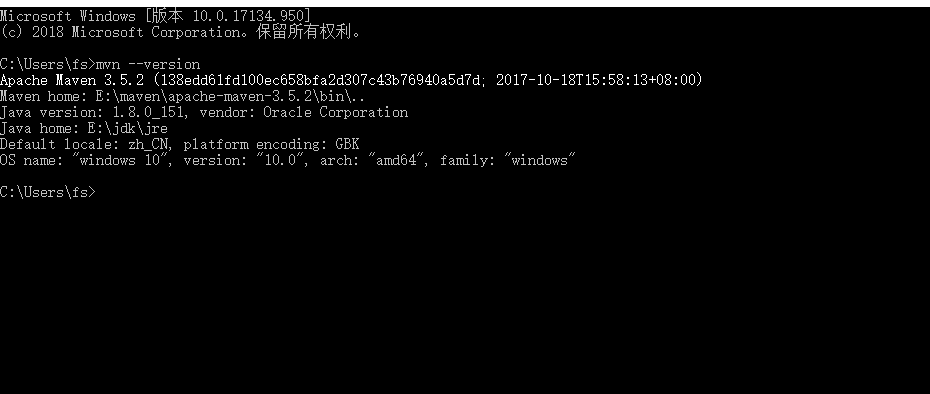 Microsoft Windows [版本 10.0.17134.950]
(c) 2018 Microsoft Corporation。保留所有权利。
C:\Users\fs>mvn --version
Apache Maven 3.5.2 (138edd61fd100ec658bfa2d307c43b76940a5d7d; 2017-10-18T15:58:13+08:00)
Maven home: E:\maven\apache-maven-3.5.2\bin\..
Java version: 1.8.0_151, vendor: Oracle Corporation
Java home: E:\jdk\jre
Default locale: zh_CN, platform encoding: GBK
OS name: "windows 10", version: "10.0", arch: "amd64", family: "windows"
C:\Users\fs>